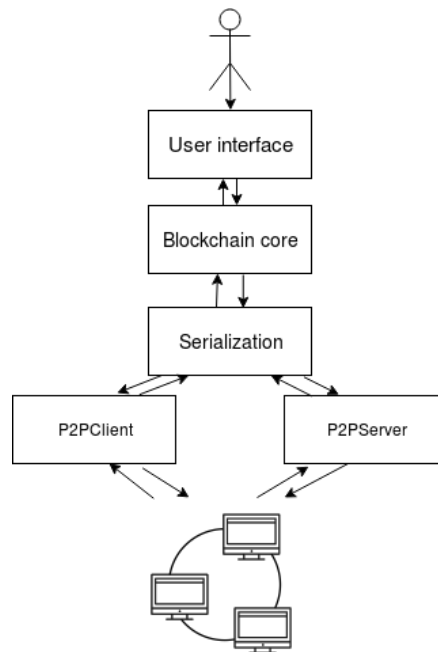 User interface
Blockchain core
Serialization
P2PClient
P2PServer